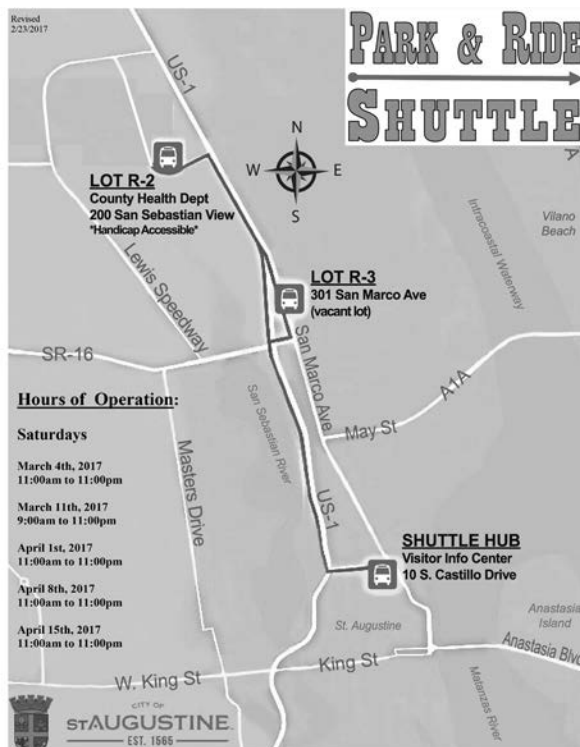 Revised
2/23/2017
PARK & RIDE
SHUTTLE
US-1
N
W
E
S
A
LOT R-2
County Health Dept
200 San Sebastian View
*Handicap Accessible*
Intracoastal Waterway
Vilano
Beach
Lewis Speedway
LOT R-3
301 San Marco Ave
(vacant lot)
SR-16
San Marco Ave
A1A
May St
San Sebastian River
Masters Drive
US-1
Hours of Operation:
Saturdays
March 4th, 2017
11:00am to 11:00pm
March 11th, 2017
9:00am to 11:00pm
April 1st, 2017
11:00am to 11:00pm
April 8th, 2017
11:00am to 11:00pm
April 15th, 2017
11:00am to 11:00pm
SHUTTLE HUB
Visitor Info Center
10 S. Castillo Drive
St. Augustine
Anastasia
Island
Anastasia Blvd
King St
W. King St
Matanzas River
CITY OF
STAUGUSTINE
EST. 1565